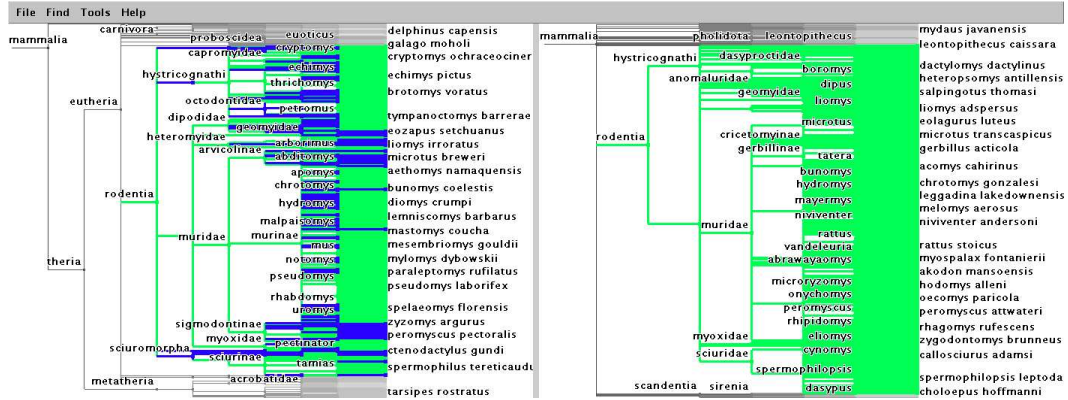 File Find Tools Help
mammalia
carnivora
proboscidea
euoticus
delphinus capensis
galago moholi
capromyidae
cryptomys
cryptomys ochraceociner
hystricognathi
echimys
echimys pictus
thrichomys
brotomys voratus
eutheria
octodontidae
petromus
tympanoctomys barrerae
dipodidae
geomyidae
eozapus setchuanus
heteromyidae
arborimus
liomys irroratus
arvicolinae
abditomys
microtus breweri
apomys
aethomys namaquensis
chrotomys
bunomys coelestis
rodentia
hydromys
diomys crumpi
malpaisomys
lemniscomys barbarus
mastomys coucha
muridae
murinae
mus
mesembriomys gouldii
theria
notomys
mylomys dybowskii
pseudomys
paraleptomys rufilatus
pseudomys laborifex
rhabdomys
uromys
spelaeomys florensis
sigmodontinae
zyzomys argurus
myoxidae
peromyscus pectoralis
sciuromorpha
pectinator
ctenodactylus gundi
sciurinae
tamias
spermophilus tereticaudu
metatheria
acrobatidae
tarsipes rostratus
mammalia
pholidota
leontopithecus
mydaus javanensis
leontopithecus caissara
hystricognathi
dasyproctidae
boromys
dactylomys dactylinus
anomaluridae
dipus
heteropsomys antillensis
geomyidae
liomys
salpingotus thomasi
liomys adspersus
rodentia
microtus
eolagurus luteus
cricetomyinae
microtus transcaspicus
gerbillinae
tatera
gerbillus acticola
bunomys
acomys cahirinus
hydromys
chrotomys gonzalesi
mayermys
leggadina lakedownensis
melomys aerosus
muridae
niviventer
niviventer andersoni
rattus
vandeleuria
rattus stoicus
abrawayaomys
myospalax fontanierii
akodon mansoensis
microryzomys
hodomys alleni
onychomys
oecomys paricola
peromyscus
peromyscus attwateri
rhipidomys
rhagomys rufescens
myoxidae
eliomys
zygodontomys brunneus
sciuridae
cynomys
callosciurus adamsi
spermophilopsis
spermophilopsis leptoda
scandentia
sirenia
dasypus
choloepus hoffmanni